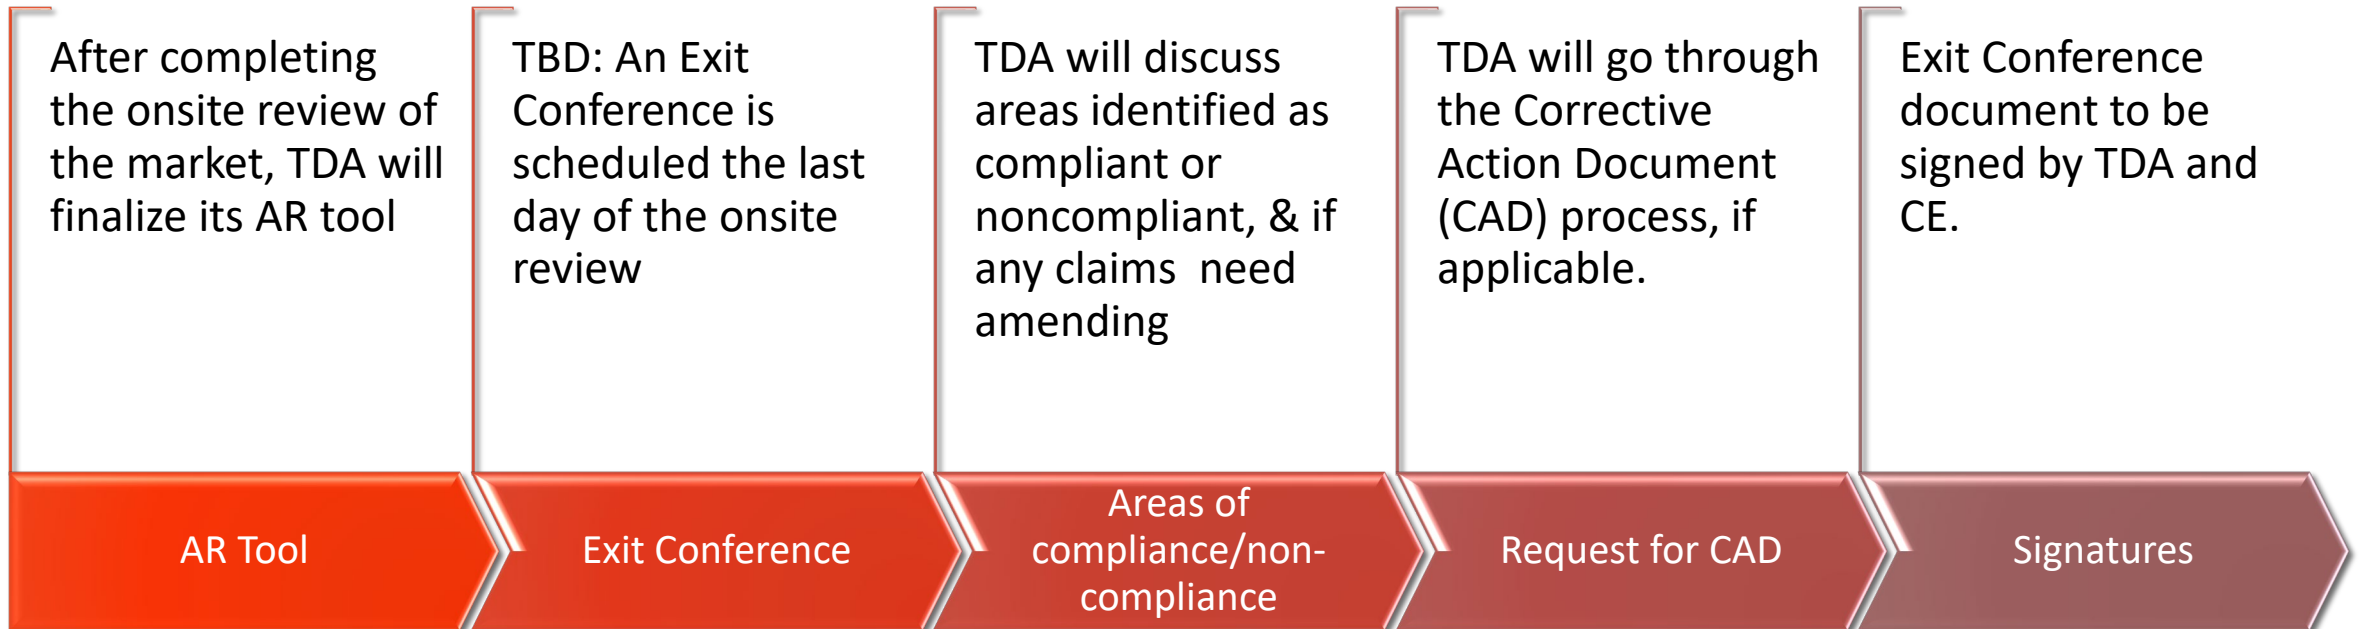 After completing
the onsite review of
the market, TDA will
finalize its AR tool
TBD: An Exit
Conference is
scheduled the last
day of the onsite
review
TDA will discuss
areas identified as
compliant or
noncompliant, & if
any claims  need
amending
TDA will go through
the Corrective
Action Document
(CAD) process, if
applicable.
Exit Conference
document to be
signed by TDA and
CE.
AR Tool
Exit Conference
Areas of
compliance/non-
compliance
Request for CAD
Signatures